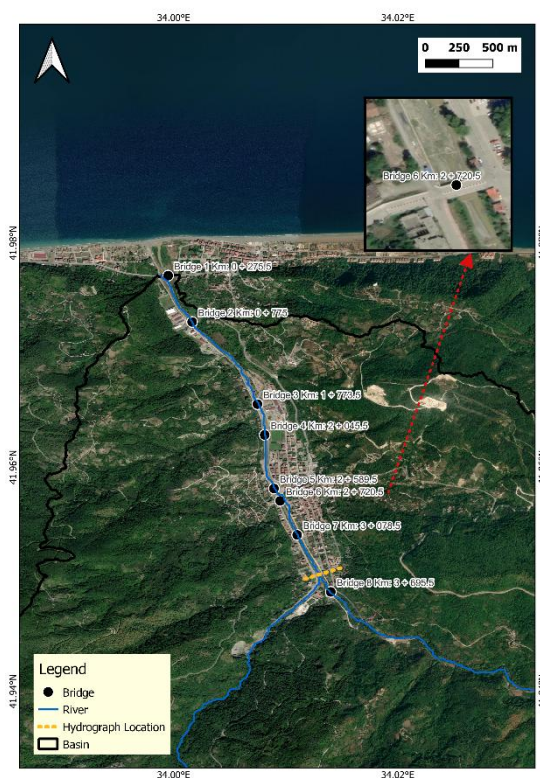 34.00°E
34.02°E
0 250 500 m
Bridge 6 Km: 2 + 720.5
41.98°N
Bridge 1 Km: 0 + 275.5
Bridge 2 Km: 0 + 775
Bridge 3 Km: 1 + 773.5
Bridge 4 Km: 2 + 045.5
41.96°N
Bridge 5 Km: 2 + 589.5
Bridge 6 Km: 2 + 720.5
Bridge 7 Km: 3 + 078.5
Bridge 8 Km: 3 + 695.5
41.94°N
Legend
Bridge
River
Hydrograph Location
Basin
34.00°E
34.02°E